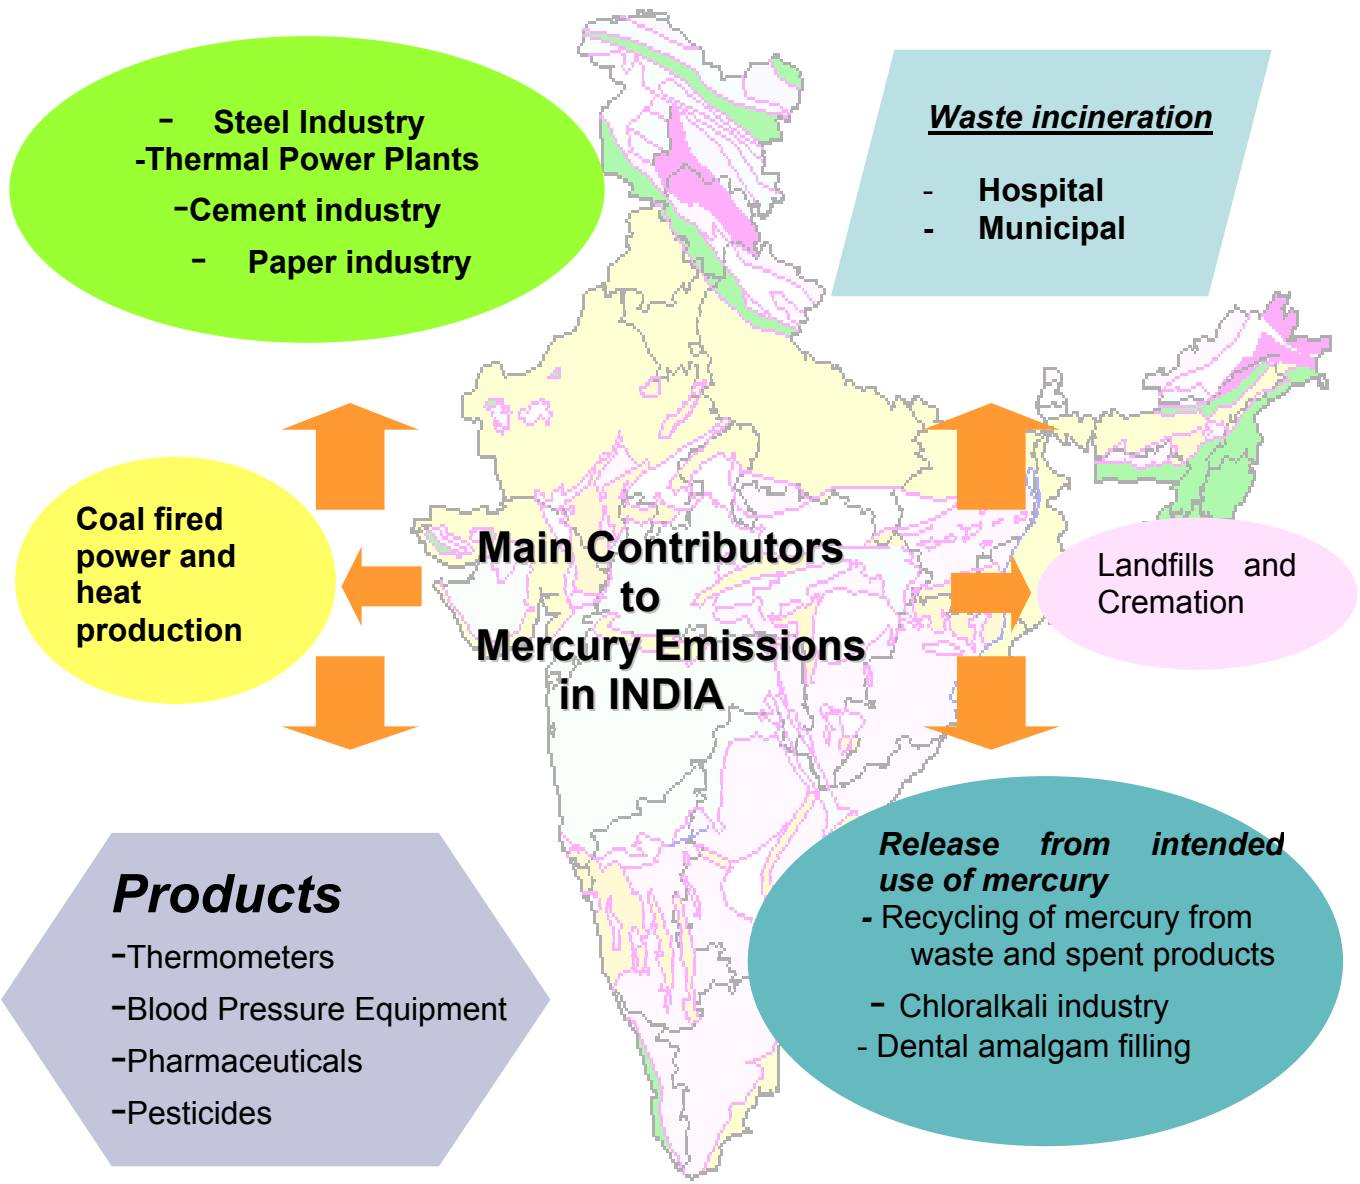 - Steel Industry
-Thermal Power Plants
-Cement industry
- Paper industry
Waste incineration
- Hospital
- Municipal
Coal fired
power and
heat
production
Main Contributors
to
Mercury Emissions
in INDIA
Landfills and
Cremation
Products
-Thermometers
-Blood Pressure Equipment
-Pharmaceuticals
-Pesticides
Release from intended
use of mercury
- Recycling of mercury from
waste and spent products
- Chloralkali industry
- Dental amalgam filling